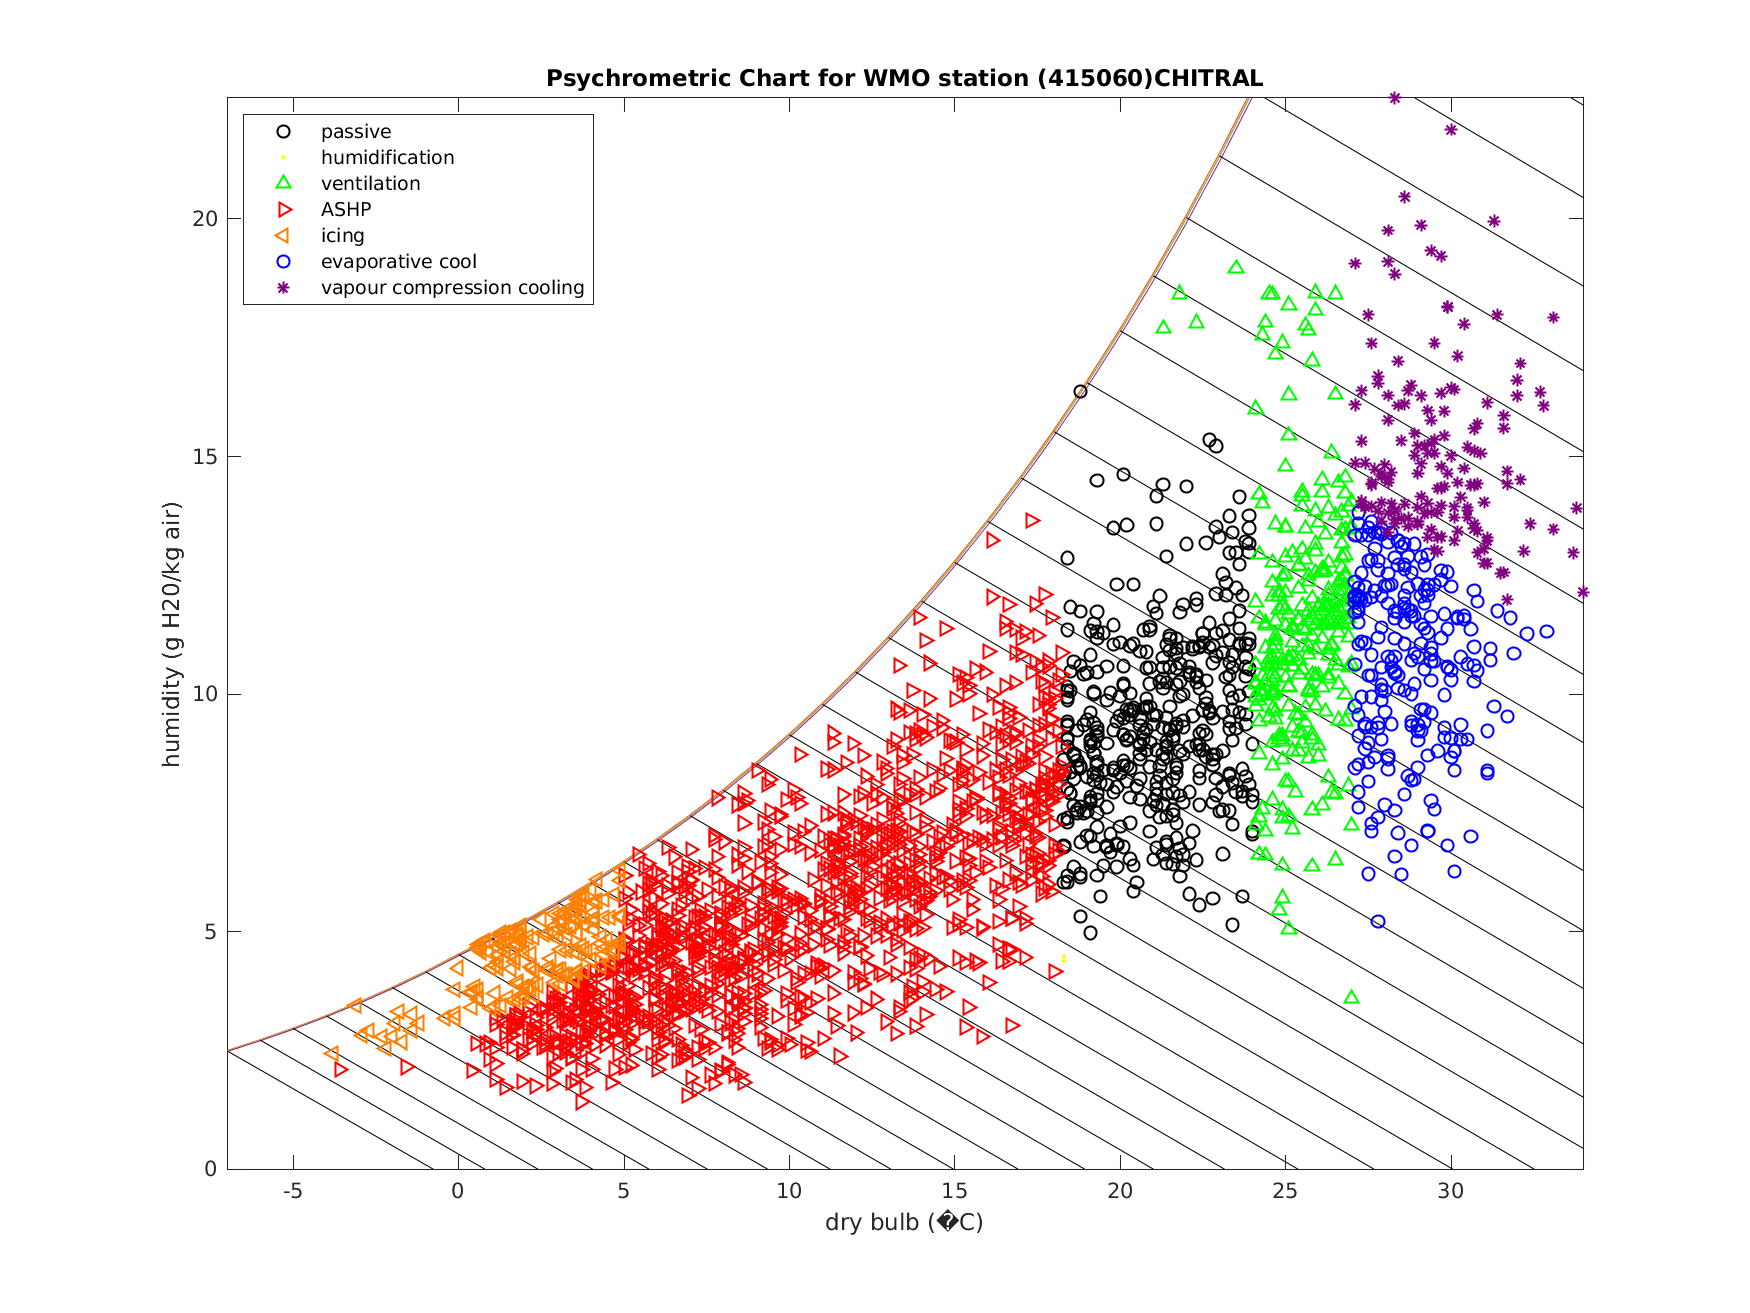 Psychrometric Chart for WMO station (415060)CHITRAL
passive
humidification
ventilation
ASHP
icing
evaporative cool
vapour compression cooling
humidity (g H20/kg air)
20
15
10
5
0
-5
0
5
10
15
20
25
30
dry bulb (�C)